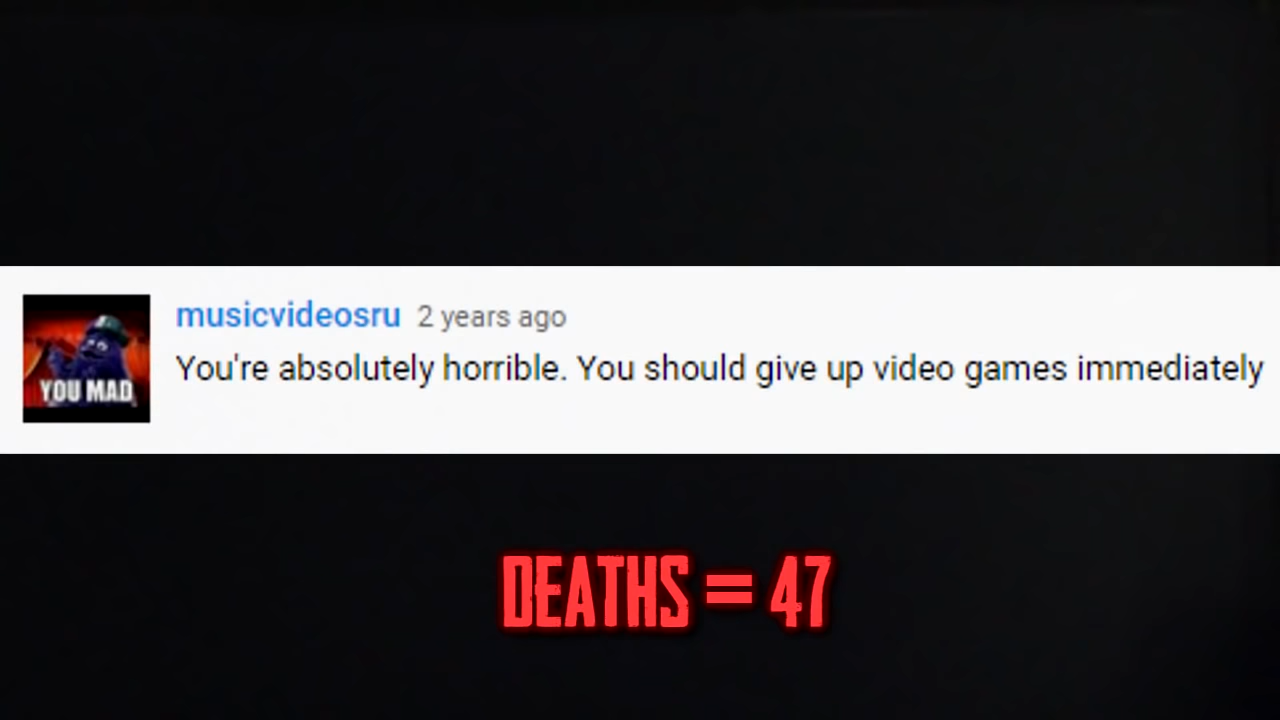 musicvideosru 2 years ago
You're absolutely horrible. You should give up video games immediately
YOU MAD
DEATHS = 47